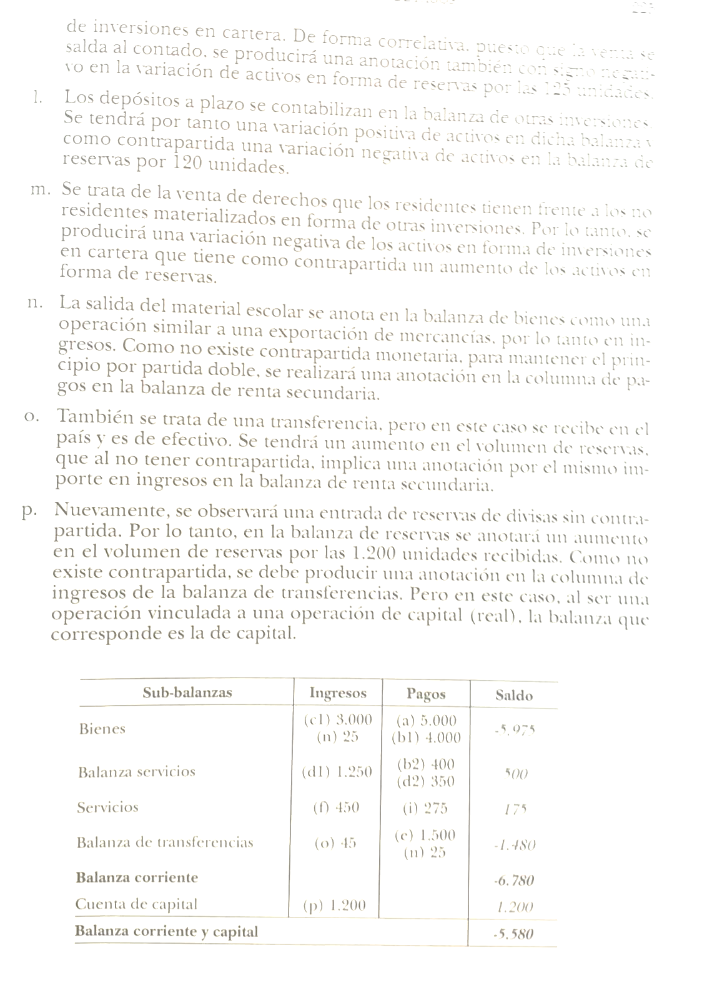 de inversiones en cartera. De forma correlativa, puesto que la venta se
salda al contado, se producirá una anotación también con signo negati-
vo en la variación de activos en forma de reservas por las 125 unidades.
l. Los depósitos a plazo se contabilizan en la balanza de otras inversiones.
Se tendrá por tanto una variación positiva de activos en dicha balanza y
como contrapartida una variación negativa de activos en la balanza de
reservas por 120 unidades.
m. Se trata de la venta de derechos que los residentes tienen frente a los no
residentes materializados en forma de otras inversiones. Por lo tanto, se
producirá una variación negativa de los activos en forma de inversiones
en cartera que tiene como contrapartida un aumento de los activos en
forma de reservas.
n. La salida del material escolar se anota en la balanza de bienes como una
operación similar a una exportación de mercancías, por lo tanto en in-
gresos. Como no existe contrapartida monetaria, para mantener el prin-
cipio por partida doble, se realizará una anotación en la columna de pa-
gos en la balanza de renta secundaria.
o. También se trata de una transferencia, pero en este caso se recibe en el
país y es de efectivo. Se tendrá un aumento en el volumen de reservas,
que al no tener contrapartida, implica una anotación por el mismo im-
porte en ingresos en la balanza de renta secundaria.
p. Nuevamente, se observará una entrada de reservas de divisas sin contra-
partida. Por lo tanto, en la balanza de reservas se anotará un aumento
en el volumen de reservas por las 1.200 unidades recibidas. Como no
existe contrapartida, se debe producir una anotación en la columna de
ingresos de la balanza de transferencias. Pero en este caso, al ser una
operación vinculada a una operación de capital (real), la balanza que
corresponde es la de capital.
Sub-balanzas Ingresos Pagos Saldo
Bienes (c1) 3.000 (a) 5.000 -5.975
(n) 25 (b1) 4.000
Balanza servicios (d1) 1.250 (b2) 400 500
(d2) 350
Servicios (f) 450 (i) 275 175
Balanza de transferencias (o) 45 (e) 1.500 -1.480
(n) 25
Balanza corriente -6.780
Cuenta de capital (p) 1.200 1.200
Balanza corriente y capital -5.580